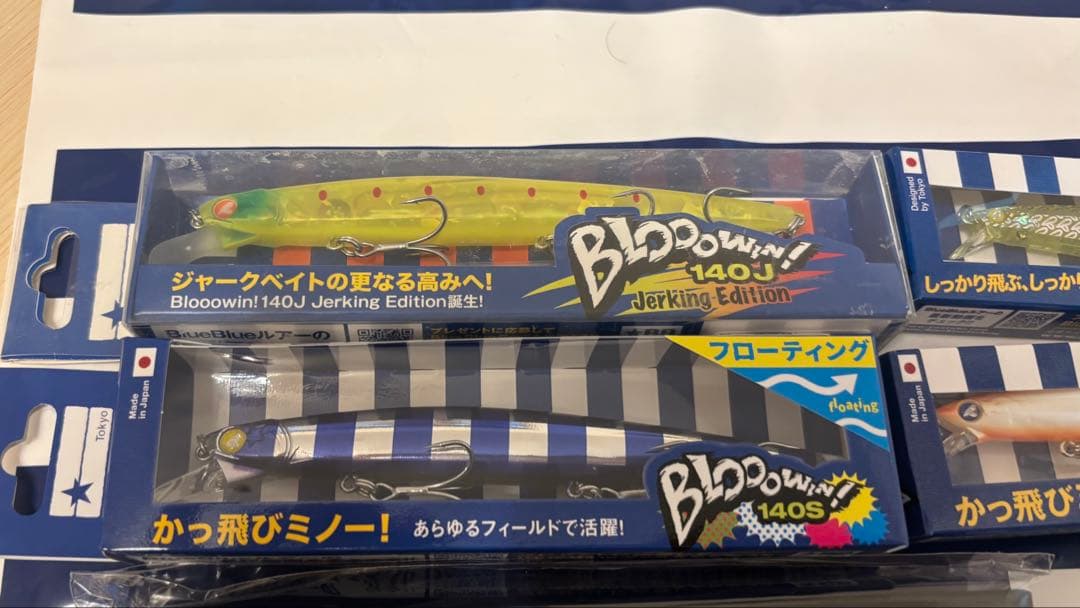 BLOOOWIN!
140J
Jerking Edition
ジャークベイトの更なる高みへ!
Blooowin!140J Jerking Edition誕生!
BlueBlueルアーの
プレゼントに応募して
Designed
by Tokyo
しっかり飛ぶ、しっか
Made
in Japan
フローティング
floating
BLOOOWIN!
140S
かっ飛びミノー!
あらゆるフィールドで活躍!
Tokyo
Made
in Japan
かっ飛び